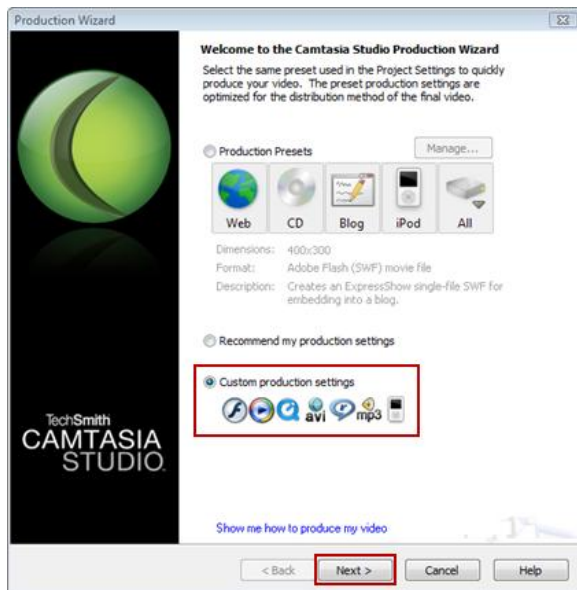 Production Wizard
Welcome to the Camtasia Studio Production Wizard
Select the same preset used in the Project Settings to quickly
produce your video. The preset production settings are
optimized for the distribution method of the final video.
Production Presets
Manage...
Web CD Blog iPod All
Dimensions: 400x300
Format: Adobe Flash (SWF) movie file
Description: Creates an ExpressShow single-file SWF for
embedding into a blog.
Recommend my production settings
Custom production settings
avi mp3
TechSmith
CAMTASIA
STUDIO
Show me how to produce my video
< Back Next > Cancel Help